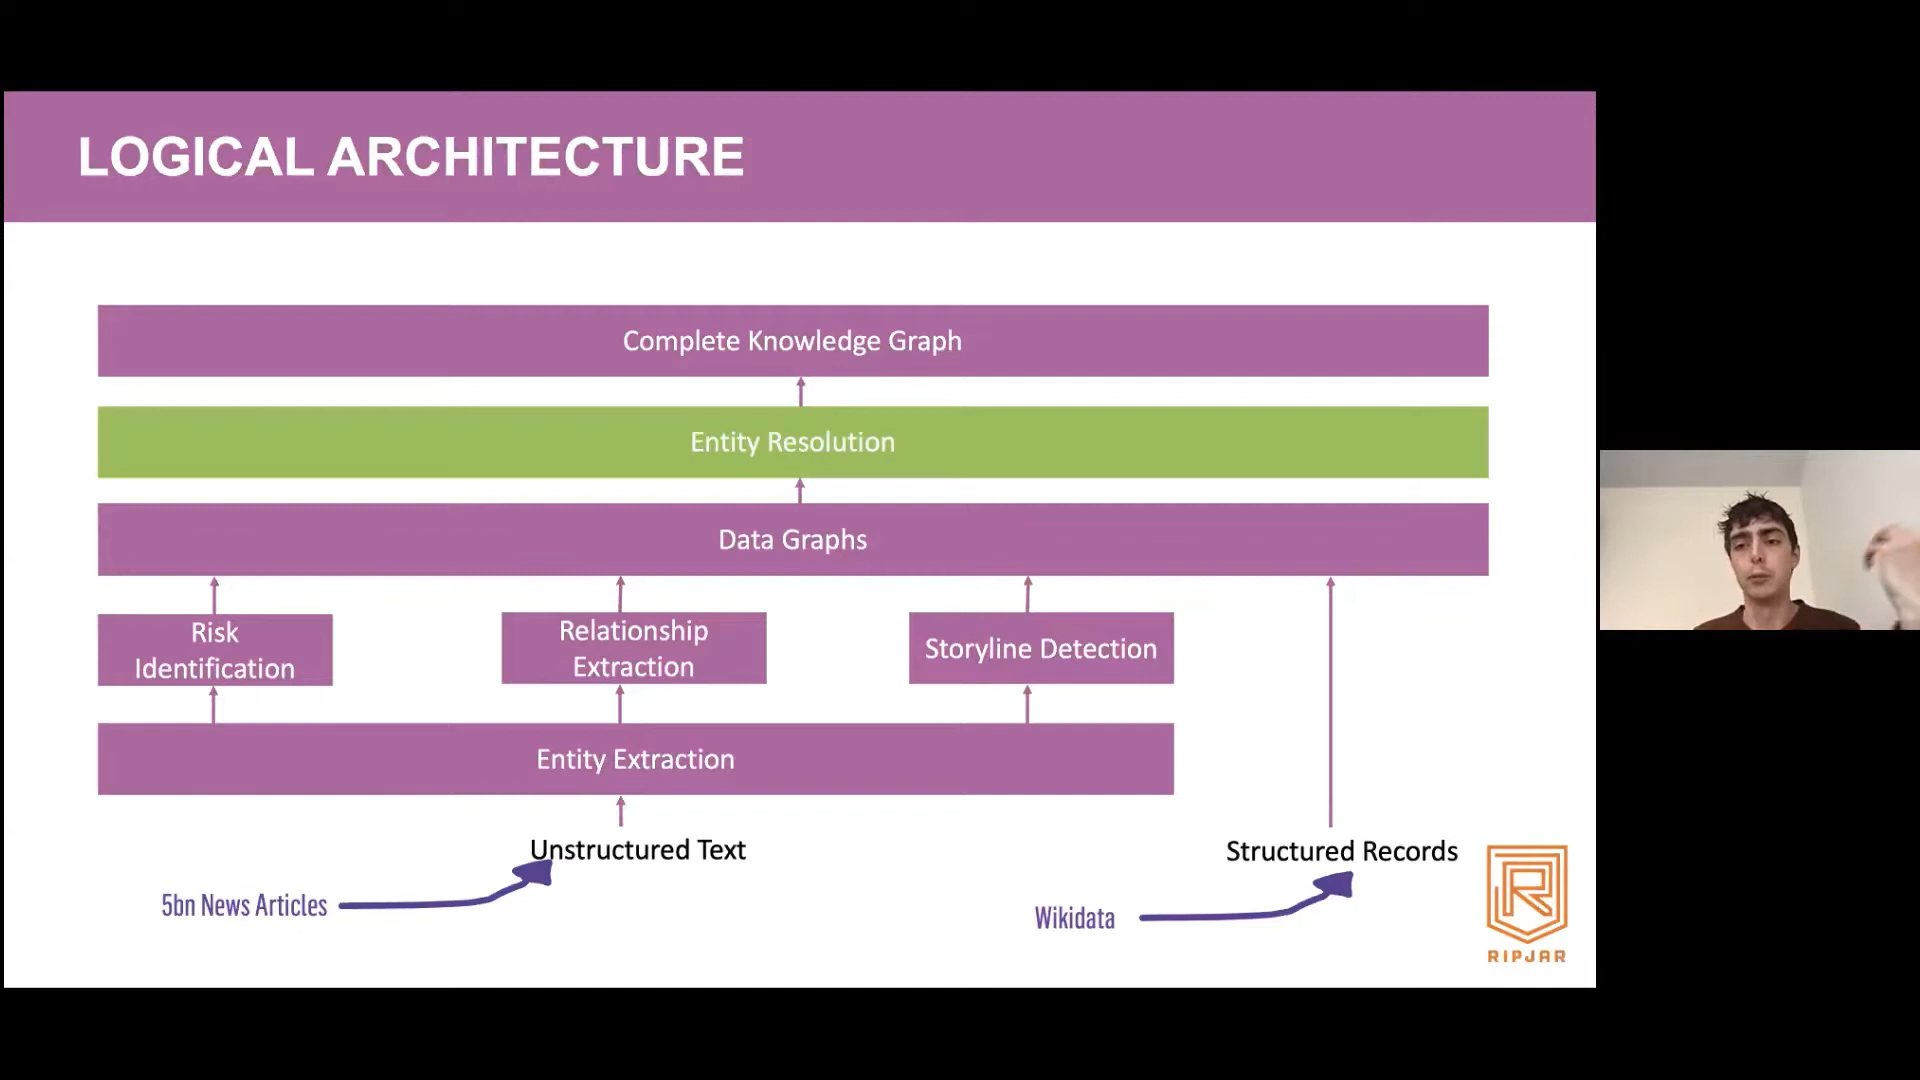 LOGICAL ARCHITECTURE
Complete Knowledge Graph
Entity Resolution
Data Graphs
Risk
Identification
Relationship
Extraction
Storyline Detection
Entity Extraction
Unstructured Text
Structured Records
5bn News Articles
Wikidata
RIPJAR